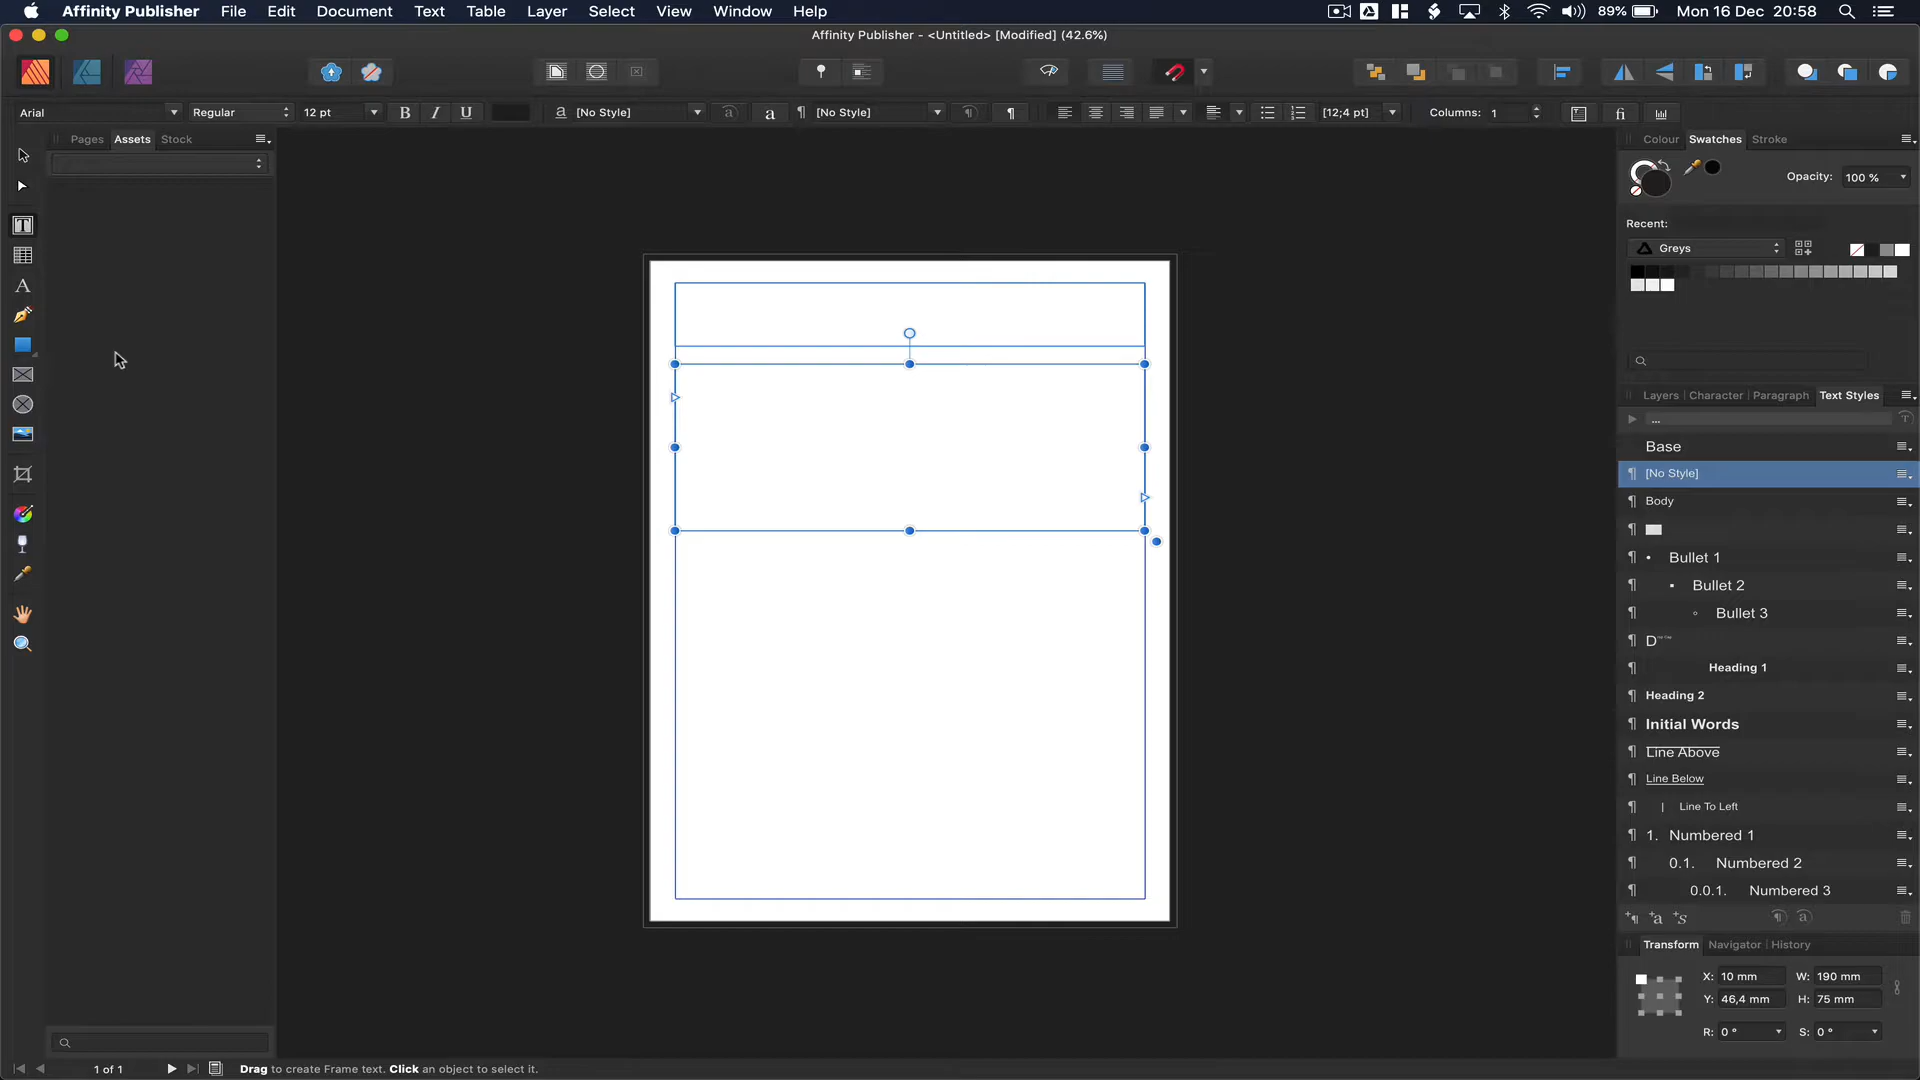 Affinity Publisher File Edit Document Text Table Layer Select View Window Help 89% Mon 16 Dec 20:58
Affinity Publisher - <Untitled> [Modified] (42.6%)
Arial Regular 12 pt B I U a [No Style] a a ¶ [No Style] ¶ ¶ [12;4 pt] Columns: 1 fi
Pages Assets Stock
Colour Swatches Stroke
Opacity: 100 %
Recent:
Greys
Layers Character Paragraph Text Styles
...
Base
¶ [No Style]
¶ Body
¶
¶ • Bullet 1
¶ ▪ Bullet 2
¶ ◦ Bullet 3
¶ D
¶ Heading 1
¶ Heading 2
¶ Initial Words
¶ Line Above
¶ Line Below
¶ | Line To Left
¶ 1. Numbered 1
¶ 0.1. Numbered 2
¶ 0.0.1. Numbered 3
Transform Navigator History
X: 10 mm W: 190 mm
Y: 46,4 mm H: 75 mm
R: 0 ° S: 0 °
1 of 1 Drag to create Frame text. Click an object to select it.